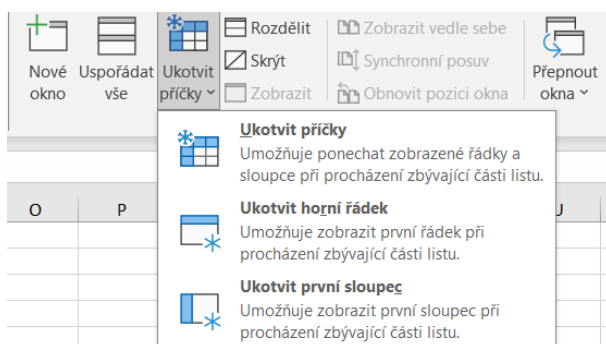 Nové okno
Uspořádat vše
Ukotvit příčky
Rozdělit
Skrýt
Zobrazit
Zobrazit vedle sebe
Synchronní posuv
Obnovit pozici okna
Přepnout okna
Ukotvit příčky
Umožňuje ponechat zobrazené řádky a
sloupce při procházení zbývající části listu.
Ukotvit horní řádek
Umožňuje zobrazit první řádek při
procházení zbývající části listu.
Ukotvit první sloupec
Umožňuje zobrazit první sloupec při
procházení zbývající části listu.
O P